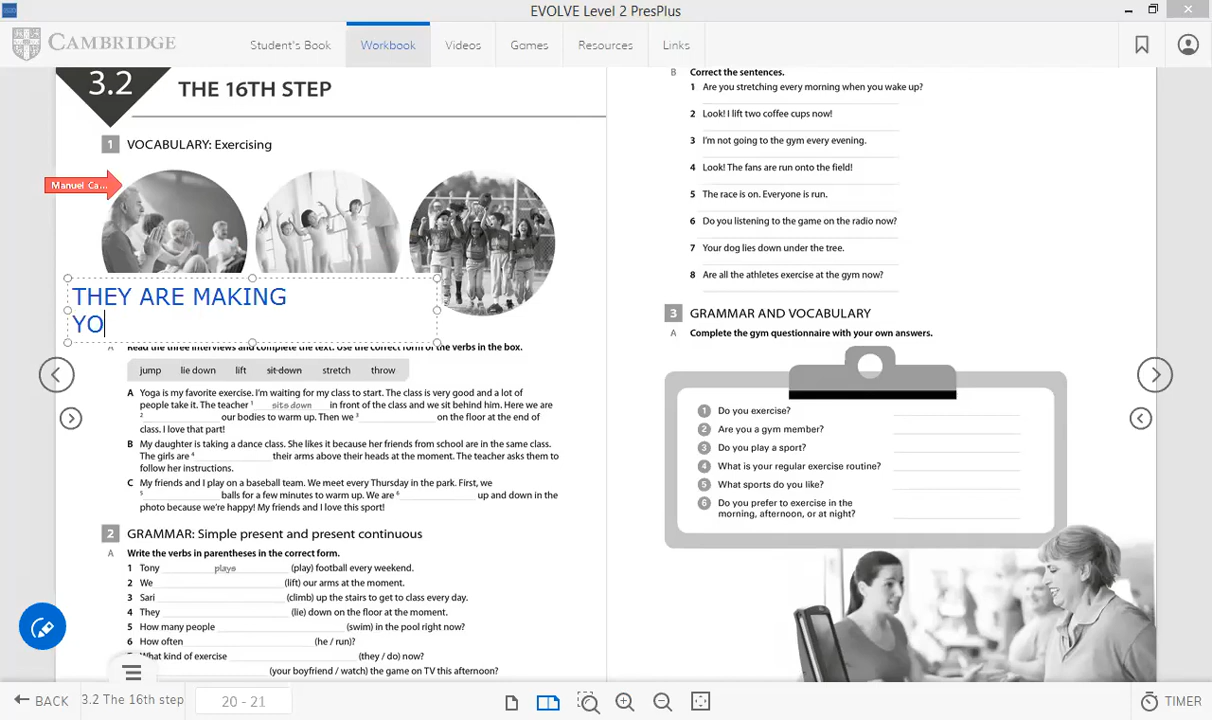 EVOLVE Level 2 PresPlus
CAMBRIDGE
Student's Book
Workbook
Videos
Games
Resources
Links
3.2
THE 16TH STEP
1 VOCABULARY: Exercising
Manuel Ca...
THEY ARE MAKING
YO
A Read the three interviews and complete the text. Use the correct form of the verbs in the box.
jump lie down lift sit down stretch throw
A Yoga is my favorite exercise. I'm waiting for my class to start. The class is very good and a lot of
people take it. The teacher 1 sits down in front of the class and we sit behind him. Here we are
2 our bodies to warm up. Then we 3 on the floor at the end of
class. I love that part!
B My daughter is taking a dance class. She likes it because her friends from school are in the same class.
The girls are 4 their arms above their heads at the moment. The teacher asks them to
follow her instructions.
C My friends and I play on a baseball team. We meet every Thursday in the park. First, we
5 balls for a few minutes to warm up. We are 6 up and down in the
photo because we're happy! My friends and I love this sport!
2 GRAMMAR: Simple present and present continuous
A Write the verbs in parentheses in the correct form.
1 Tony plays (play) football every weekend.
2 We (lift) our arms at the moment.
3 Sari (climb) up the stairs to get to class every day.
4 They (lie) down on the floor at the moment.
5 How many people (swim) in the pool right now?
6 How often (he / run)?
What kind of exercise (they / do) now?
(your boyfriend / watch) the game on TV this afternoon?
B Correct the sentences.
1 Are you stretching every morning when you wake up?
2 Look! I lift two coffee cups now!
3 I'm not going to the gym every evening.
4 Look! The fans are run onto the field!
5 The race is on. Everyone is run.
6 Do you listening to the game on the radio now?
7 Your dog lies down under the tree.
8 Are all the athletes exercise at the gym now?
3 GRAMMAR AND VOCABULARY
A Complete the gym questionnaire with your own answers.
1 Do you exercise?
2 Are you a gym member?
3 Do you play a sport?
4 What is your regular exercise routine?
5 What sports do you like?
6 Do you prefer to exercise in the
morning, afternoon, or at night?
BACK
3.2 The 16th step
20 - 21
TIMER